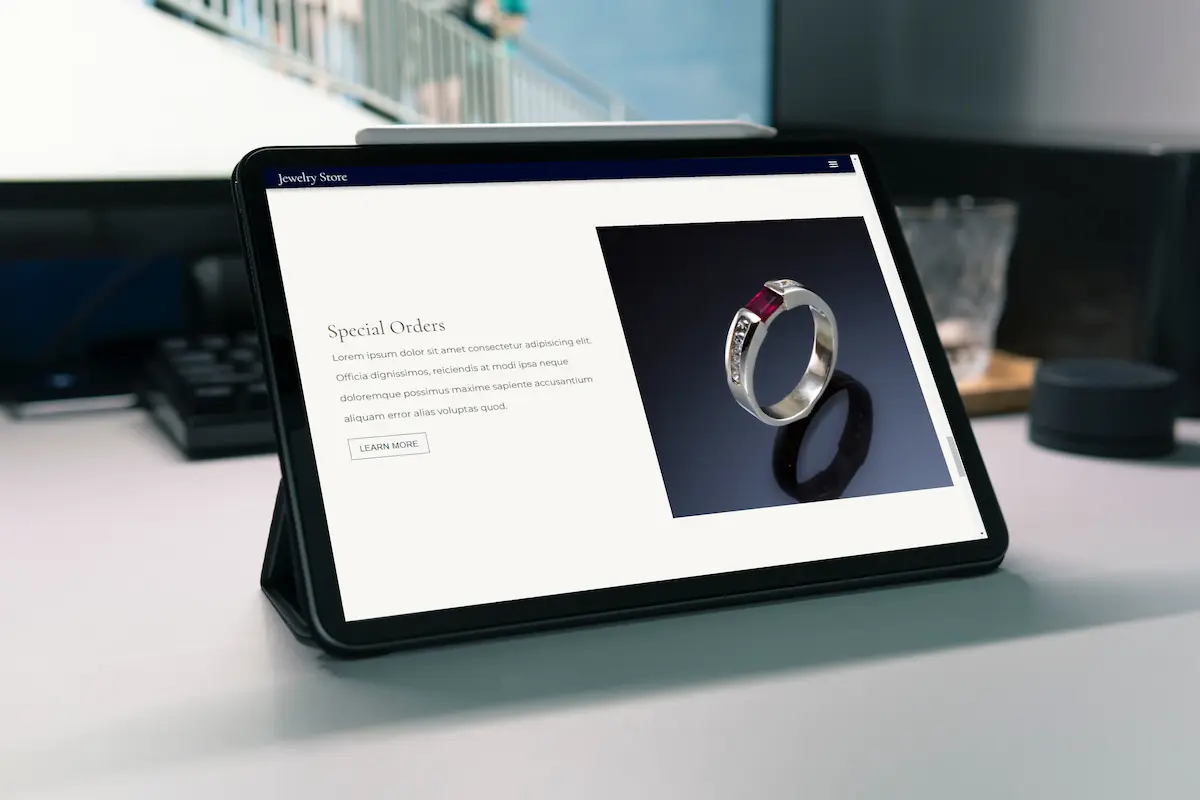 Jewelry Store
Special Orders
Lorem ipsum dolor sit amet consectetur adipisicing elit.
Officia dignissimos, reiciendis at modi ipsa neque
doloremque possimus maxime sapiente accusantium
aliquam error alias voluptas quod.
LEARN MORE